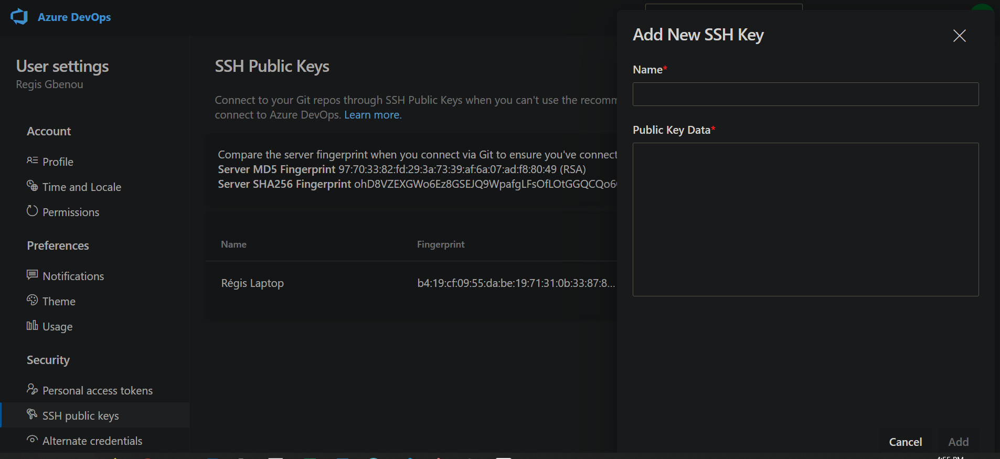 Azure DevOps
User settings
Regis Gbenou
Account
Profile
Time and Locale
Permissions
Preferences
Notifications
Theme
Usage
Security
Personal access tokens
SSH public keys
Alternate credentials
SSH Public Keys
Connect to your Git repos through SSH Public Keys when you can't use the recomm
connect to Azure DevOps. Learn more.
Compare the server fingerprint when you connect via Git to ensure you've connect
Server MD5 Fingerprint 97:70:33:82:fd:29:3a:73:39:af:6a:07:ad:f8:80:49 (RSA)
Server SHA256 Fingerprint ohD8VZEXGWo6Ez8GSEJQ9WpafgLFsOfLOtGGQCQo6
Name Fingerprint
Régis Laptop b4:19:cf:09:55:da:be:19:71:31:0b:33:87:8...
Add New SSH Key
Name*
Public Key Data*
Cancel Add